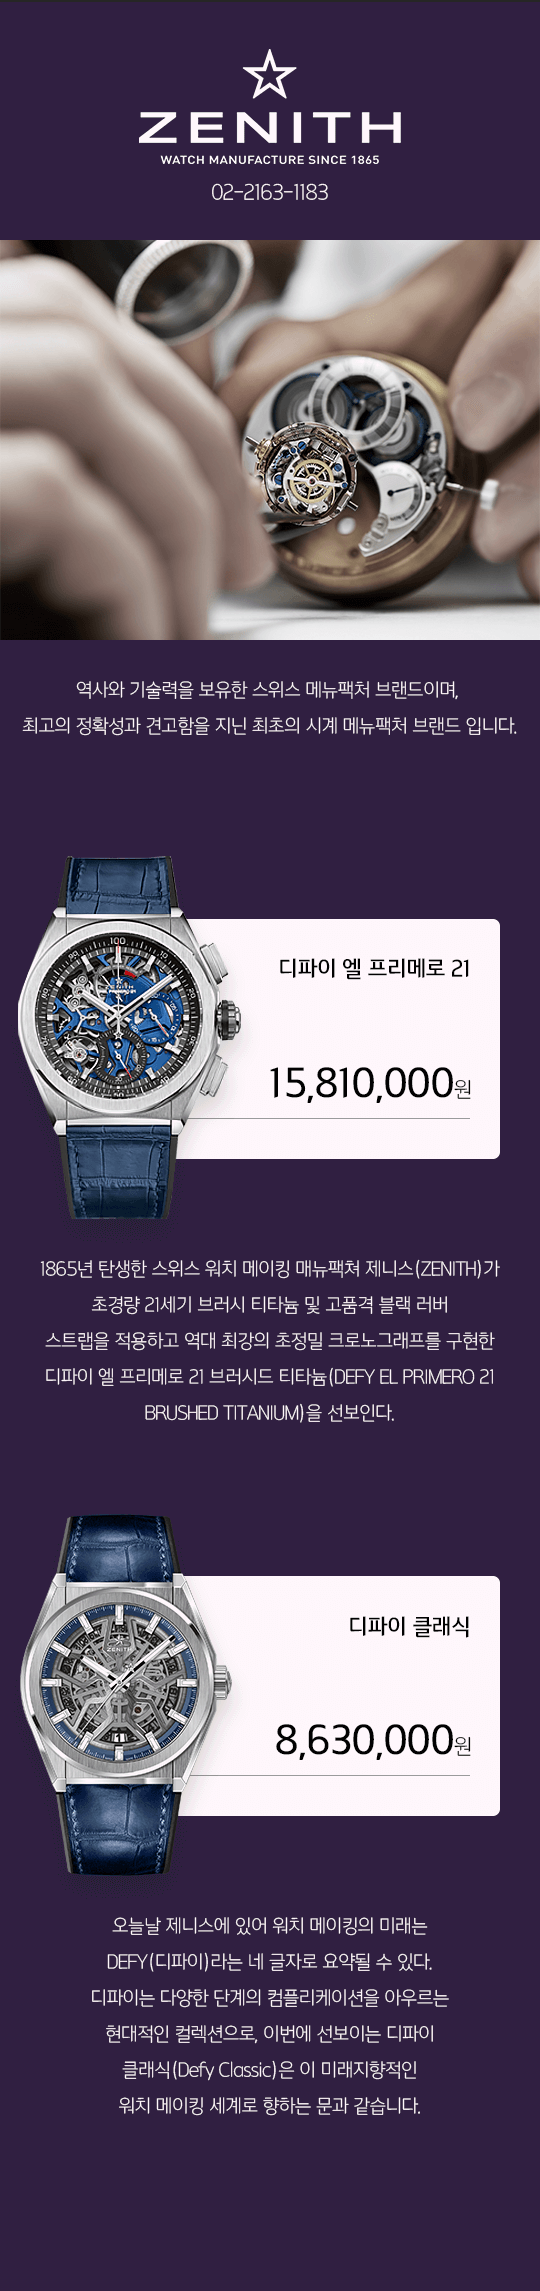 ZENITH
WATCH MANUFACTURE SINCE 1865
02-2163-1183
역사와 기술력을 보유한 스위스 메뉴팩처 브랜드이며,
최고의 정확성과 견고함을 지닌 최초의 시계 메뉴팩처 브랜드 입니다.
디파이 엘 프리메로 21
15,810,000원
1865년 탄생한 스위스 워치 메이킹 매뉴팩쳐 제니스(ZENITH)가
초경량 21세기 브러시 티타늄 및 고품격 블랙 러버
스트랩을 적용하고 역대 최강의 초정밀 크로노그래프를 구현한
디파이 엘 프리메로 21 브러시드 티타늄(DEFY EL PRIMERO 21
BRUSHED TITANIUM)을 선보인다.
ZENITH
디파이 클래식
8,630,000원
오늘날 제니스에 있어 워치 메이킹의 미래는
DEFY(디파이)라는 네 글자로 요약될 수 있다.
디파이는 다양한 단계의 컴플리케이션을 아우르는
현대적인 컬렉션으로, 이번에 선보이는 디파이
클래식(Defy Classic)은 이 미래지향적인
워치 메이킹 세계로 향하는 문과 같습니다.